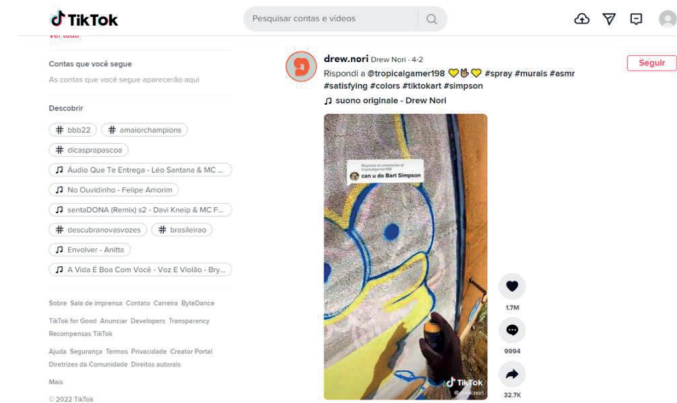 TikTok
Pesquisar contas e vídeos
Ver tudo
Contas que você segue
As contas que você segue aparecerão aqui
Descobrir
# bbb22
# amaiorchampions
# dicasprapascoa
Áudio Que Te Entrega - Léo Santana & MC ...
No Ouvidinho - Felipe Amorim
sentaDONA (Remix) s2 - Davi Kneip & MC F...
# descubranovasvozes
# brasileirao
Envolver - Anitta
A Vida É Boa Com Você - Voz E Violão - Bry...
Sobre Sala de imprensa Contato Carreira ByteDance
TikTok for Good Anunciar Developers Transparency
Recompensas TikTok
Ajuda Segurança Termos Privacidade Creator Portal
Diretrizes da Comunidade Direitos autorais
Mais
© 2022 TikTok
drew.nori Drew Nori · 4-2
Seguir
Rispondi a @tropicalgamer198 #spray #murals #asmr
#satisfying #colors #tiktokart #simpson
suono originale - Drew Nori
can u do Bart Simpson
TikTok
1.7M
9994
32.7K